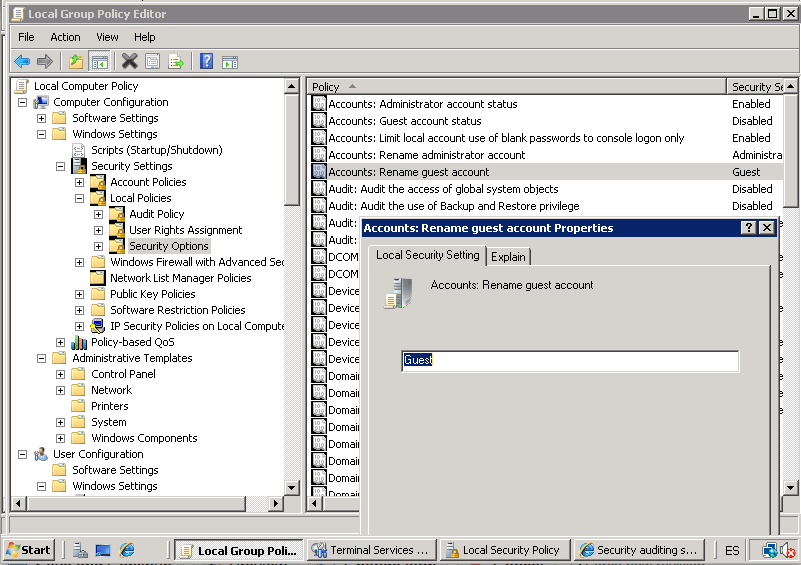 Local Group Policy Editor
File Action View Help
Local Computer Policy
Computer Configuration
Software Settings
Windows Settings
Scripts (Startup/Shutdown)
Security Settings
Account Policies
Local Policies
Audit Policy
User Rights Assignment
Security Options
Windows Firewall with Advanced Sec
Network List Manager Policies
Public Key Policies
Software Restriction Policies
IP Security Policies on Local Compute
Policy-based QoS
Administrative Templates
Control Panel
Network
Printers
System
Windows Components
User Configuration
Software Settings
Windows Settings
Policy Security Se
Accounts: Administrator account status Enabled
Accounts: Guest account status Disabled
Accounts: Limit local account use of blank passwords to console logon only Enabled
Accounts: Rename administrator account Administra
Accounts: Rename guest account Guest
Audit: Audit the access of global system objects Disabled
Audit: Audit the use of Backup and Restore privilege Disabled
Audit:
Audit:
DCOM
DCOM
Device
Device
Device
Device
Device
Domai
Domai
Domai
Domai
Domai
Domai
Domai
Domai
Accounts: Rename guest account Properties
Local Security Setting Explain
Accounts: Rename guest account
Guest
Start Local Group Poli... Terminal Services ... Local Security Policy Security auditing s... ES